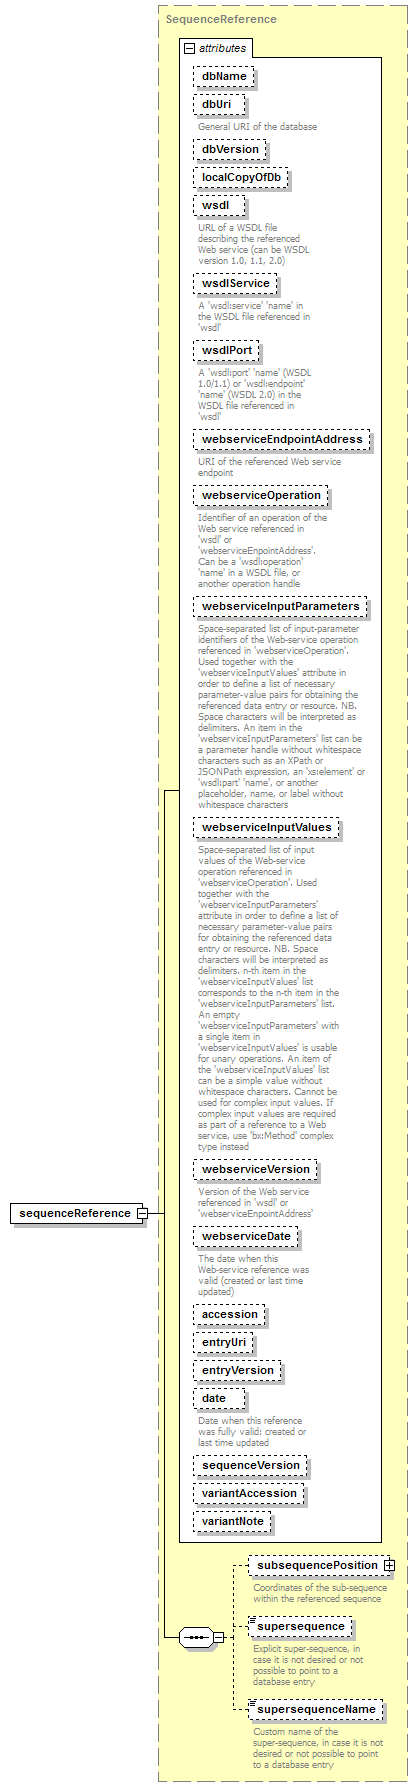 SequenceReference
attributes
dbName
dbUri
General URI of the database
dbVersion
localCopyOfDb
wsdl
URL of a WSDL file
describing the referenced
Web service (can be WSDL
version 1.0, 1.1, 2.0)
wsdlService
A 'wsdl:service' 'name' in
the WSDL file referenced in
'wsdl'
wsdlPort
A 'wsdl:port' 'name' (WSDL
1.0/1.1) or 'wsdl:endpoint'
'name' (WSDL 2.0) in the
WSDL file referenced in
'wsdl'
webserviceEndpointAddress
URI of the referenced Web service
endpoint
webserviceOperation
Identifier of an operation of the
Web service referenced in
'wsdl' or
'webserviceEnpointAddress'.
Can be a 'wsdl:operation'
'name' in a WSDL file, or
another operation handle
webserviceInputParameters
Space-separated list of input-parameter
identifiers of the Web-service operation
referenced in 'webserviceOperation'.
Used together with the
'webserviceInputValues' attribute in
order to define a list of necessary
parameter-value pairs for obtaining the
referenced data entry or resource. NB.
Space characters will be interpreted as
delimiters. An item in the
'webserviceInputParameters' list can be
a parameter handle without whitespace
characters such as an XPath or
JSONPath expression, an 'xs:element' or
'wsdl:part' 'name', or another
placeholder, name, or label without
whitespace characters
webserviceInputValues
Space-separated list of input
values of the Web-service
operation referenced in
'webserviceOperation'. Used
together with the
'webserviceInputParameters'
attribute in order to define a list of
necessary parameter-value pairs
for obtaining the referenced data
entry or resource. NB. Space
characters will be interpreted as
delimiters. n-th item in the
'webserviceInputValues' list
corresponds to the n-th item in the
'webserviceInputParameters' list.
An empty
'webserviceInputParameters' with
a single item in
'webserviceInputValues' is usable
for unary operations. An item of
the 'webserviceInputValues' list
can be a simple value without
whitespace characters. Cannot be
used for complex input values. If
complex input values are required
as part of a reference to a Web
service, use 'bx:Method' complex
type instead
webserviceVersion
Version of the Web service
referenced in 'wsdl' or
'webserviceEnpointAddress'
sequenceReference
webserviceDate
The date when this
Web-service reference was
valid (created or last time
updated)
accession
entryUri
entryVersion
date
Date when this reference
was fully valid: created or
last time updated
sequenceVersion
variantAccession
variantNote
subsequencePosition
Coordinates of the sub-sequence
within the referenced sequence
supersequence
Explicit super-sequence, in
case it is not desired or not
possible to point to a
database entry
supersequenceName
Custom name of the
super-sequence, in case it is not
desired or not possible to point
to a database entry